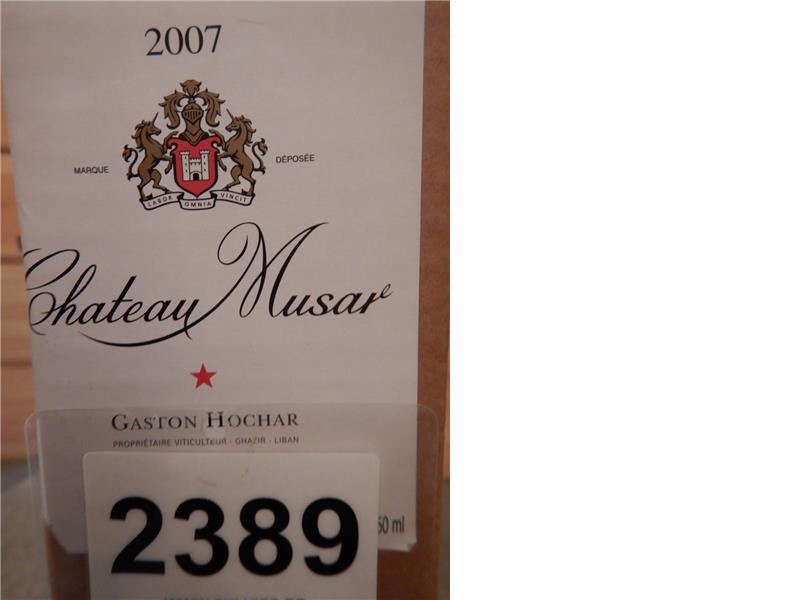 2007
MARQUE DÉPOSÉE
LABOR OMNIA VINCIT
Chateau Musar
GASTON HOCHAR
PROPRIÉTAIRE VITICULTEUR - GHAZIR - LIBAN
50 ml
2389